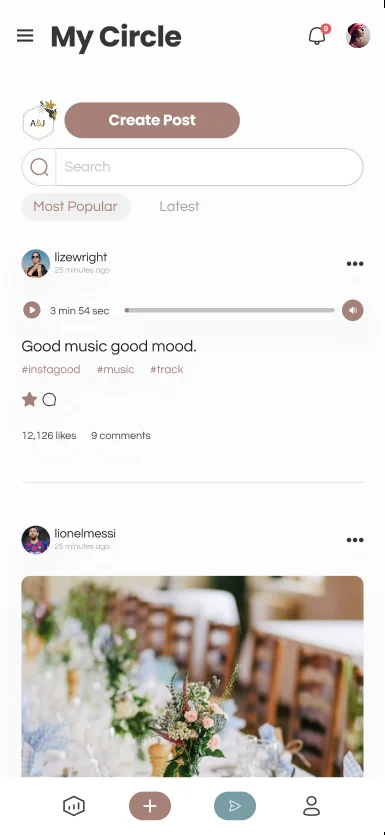 My Circle
9
A&J
Create Post
Search
Most Popular Latest
lizewright
25 minutes ago
3 min 54 sec
Good music good mood.
#instagood #music #track
12,126 likes 9 comments
lionelmessi
25 minutes ago